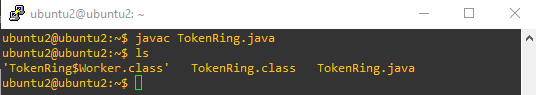 ubuntu2@ubuntu2: ~
ubuntu2@ubuntu2:~$ javac TokenRing.java
ubuntu2@ubuntu2:~$ ls
'TokenRing$Worker.class'   TokenRing.class   TokenRing.java
ubuntu2@ubuntu2:~$